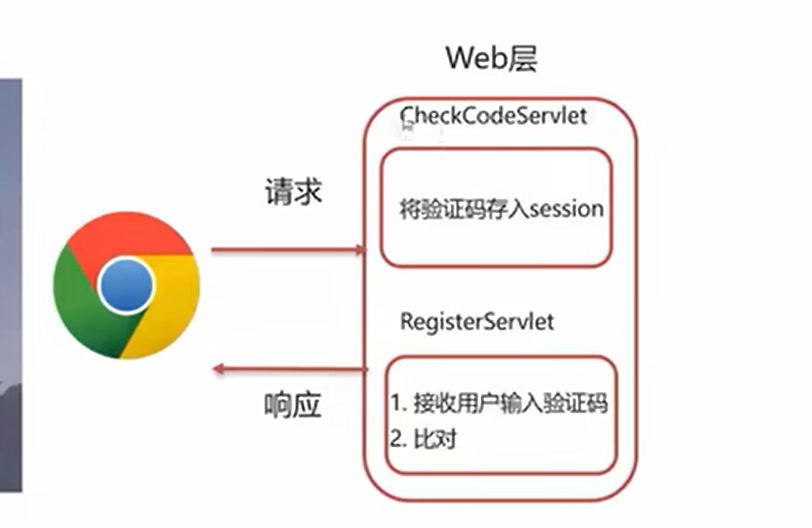 Web层
CheckCodeServlet
请求
将验证码存入session
RegisterServlet
响应
1. 接收用户输入验证码
2. 比对